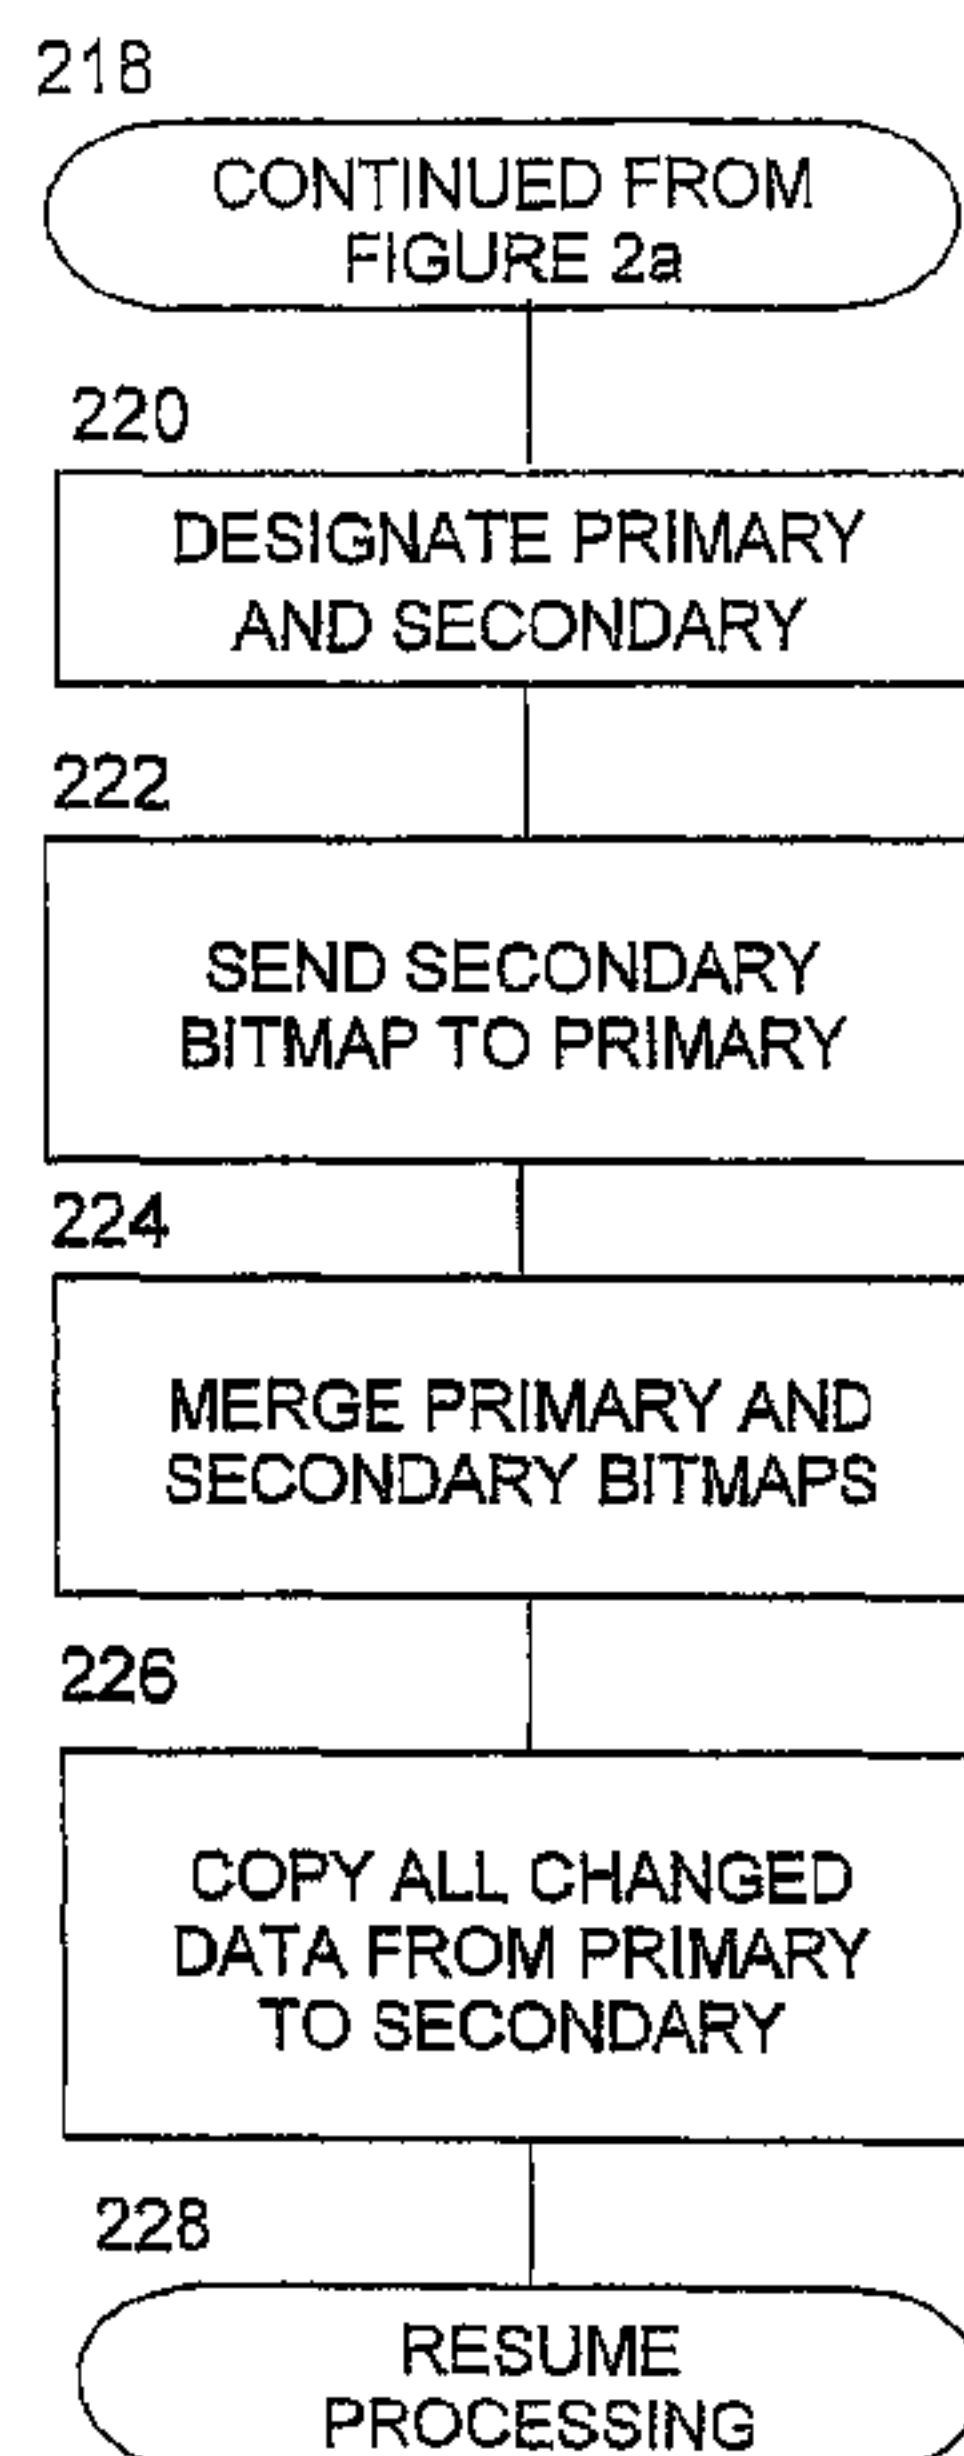 218
CONTINUED FROM
FIGURE 2a
220
DESIGNATE PRIMARY
AND SECONDARY
222
SEND SECONDARY
BITMAP TO PRIMARY
224
MERGE PRIMARY AND
SECONDARY BITMAPS
226
COPY ALL CHANGED
DATA FROM PRIMARY
TO SECONDARY
228
RESUME
PROCESSING